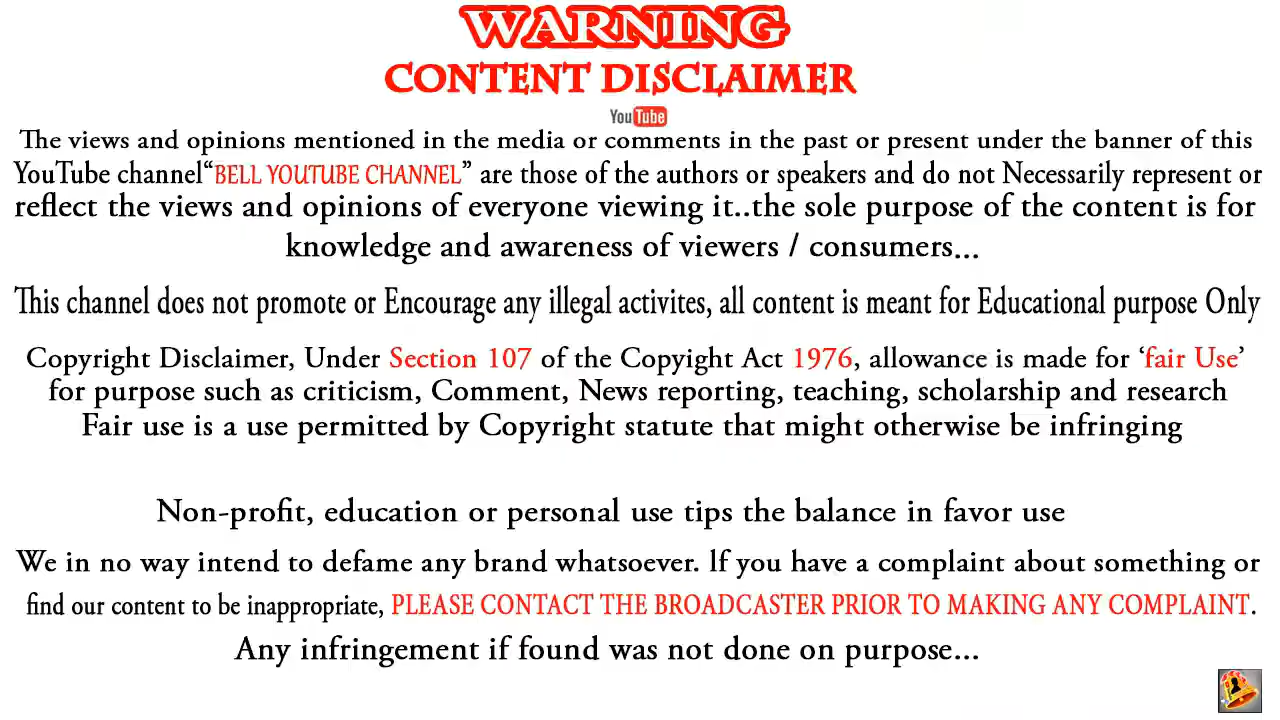 WARNING
CONTENT DISCLAIMER
YouTube
The views and opinions mentioned in the media or comments in the past or present under the banner of this
YouTube channel“BELL YOUTUBE CHANNEL” are those of the authors or speakers and do not Necessarily represent or
reflect the views and opinions of everyone viewing it..the sole purpose of the content is for
knowledge and awareness of viewers / consumers...
This channel does not promote or Encourage any illegal activites, all content is meant for Educational purpose Only
Copyright Disclaimer, Under Section 107 of the Copyight Act 1976, allowance is made for ‘fair Use’
for purpose such as criticism, Comment, News reporting, teaching, scholarship and research
Fair use is a use permitted by Copyright statute that might otherwise be infringing
Non-profit, education or personal use tips the balance in favor use
We in no way intend to defame any brand whatsoever. If you have a complaint about something or
find our content to be inappropriate, PLEASE CONTACT THE BROADCASTER PRIOR TO MAKING ANY COMPLAINT.
Any infringement if found was not done on purpose...